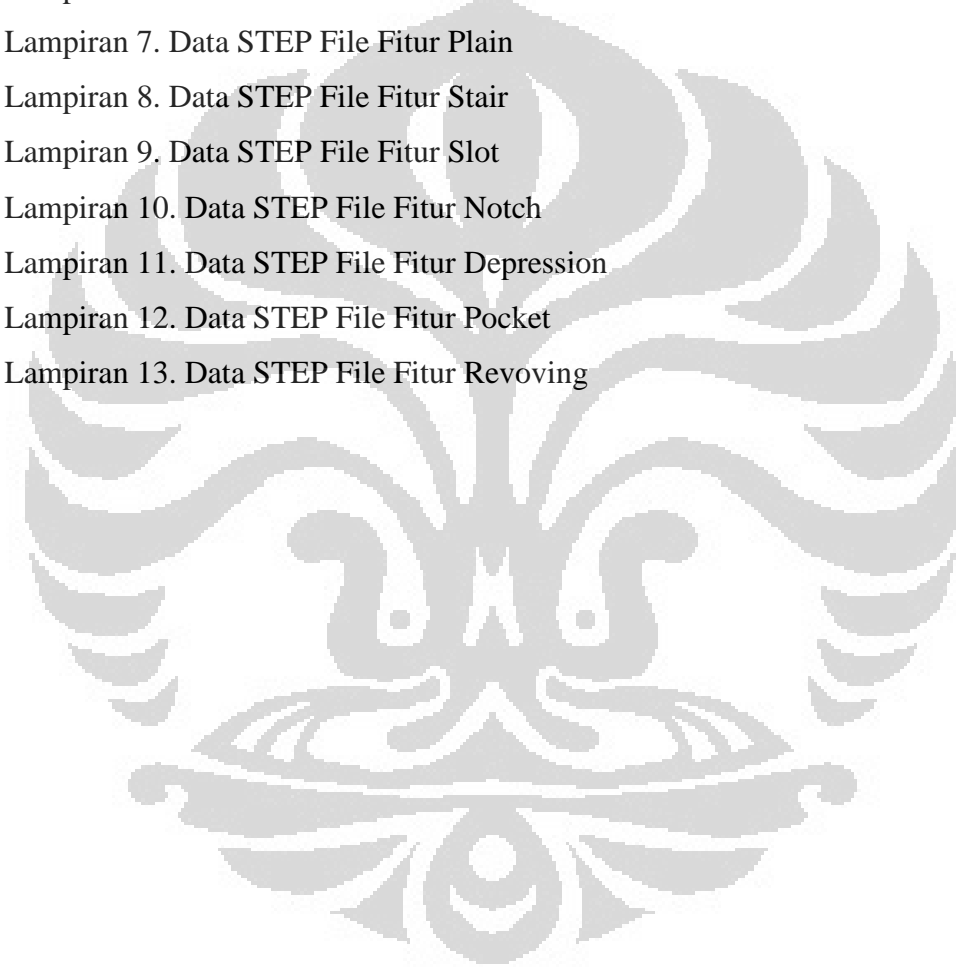 Lampiran 7. Data STEP File Fitur Plain
Lampiran 8. Data STEP File Fitur Stair
Lampiran 9. Data STEP File Fitur Slot
Lampiran 10. Data STEP File Fitur Notch
Lampiran 11. Data STEP File Fitur Depression
Lampiran 12. Data STEP File Fitur Pocket
Lampiran 13. Data STEP File Fitur Revoving